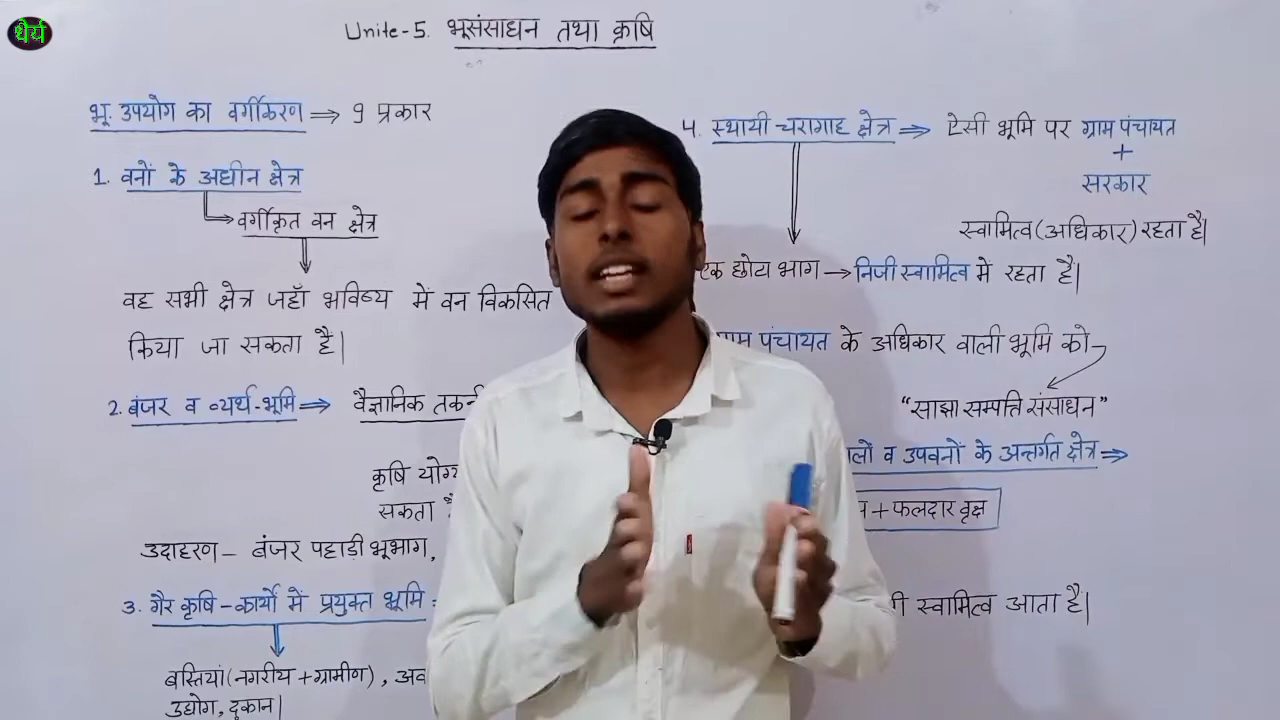 धैर्य
Unite-5. भूसंसाधन तथा कृषि
भू. उपयोग का वर्गीकरण ⇒ 9 प्रकार
1. वनों के अधीन क्षेत्र
वर्गीकृत वन क्षेत्र
वह सभी क्षेत्र जहाँ भविष्य में वन विकसित
किया जा सकता है|
2. बंजर व व्यर्थ-भूमि ⇒ वैज्ञानिक
कृषि
सकता
उदाहरण – बंजर पहाड़ी भूभाग,
3. गैर कृषि-कार्यो में प्रयुक्त भूमि
बस्तियां (नगरीय + ग्रामीण),
उद्योग, दुकान|
4. स्थायी चरागाह क्षेत्र ⇒ ऐसी भूमि पर ग्राम पंचायत
+
सरकार
स्वामित्व (अधिकार) रहता है|
एक छोटा भाग → निजी स्वामित्व में रहता है|
पंचायत के अधिकार वाली भूमि को
"साझा सम्पत्ति संसाधन"
व उपवनों के अन्तर्गत क्षेत्र ⇒
+ फलदार वृक्ष
स्वामित्व आता है|